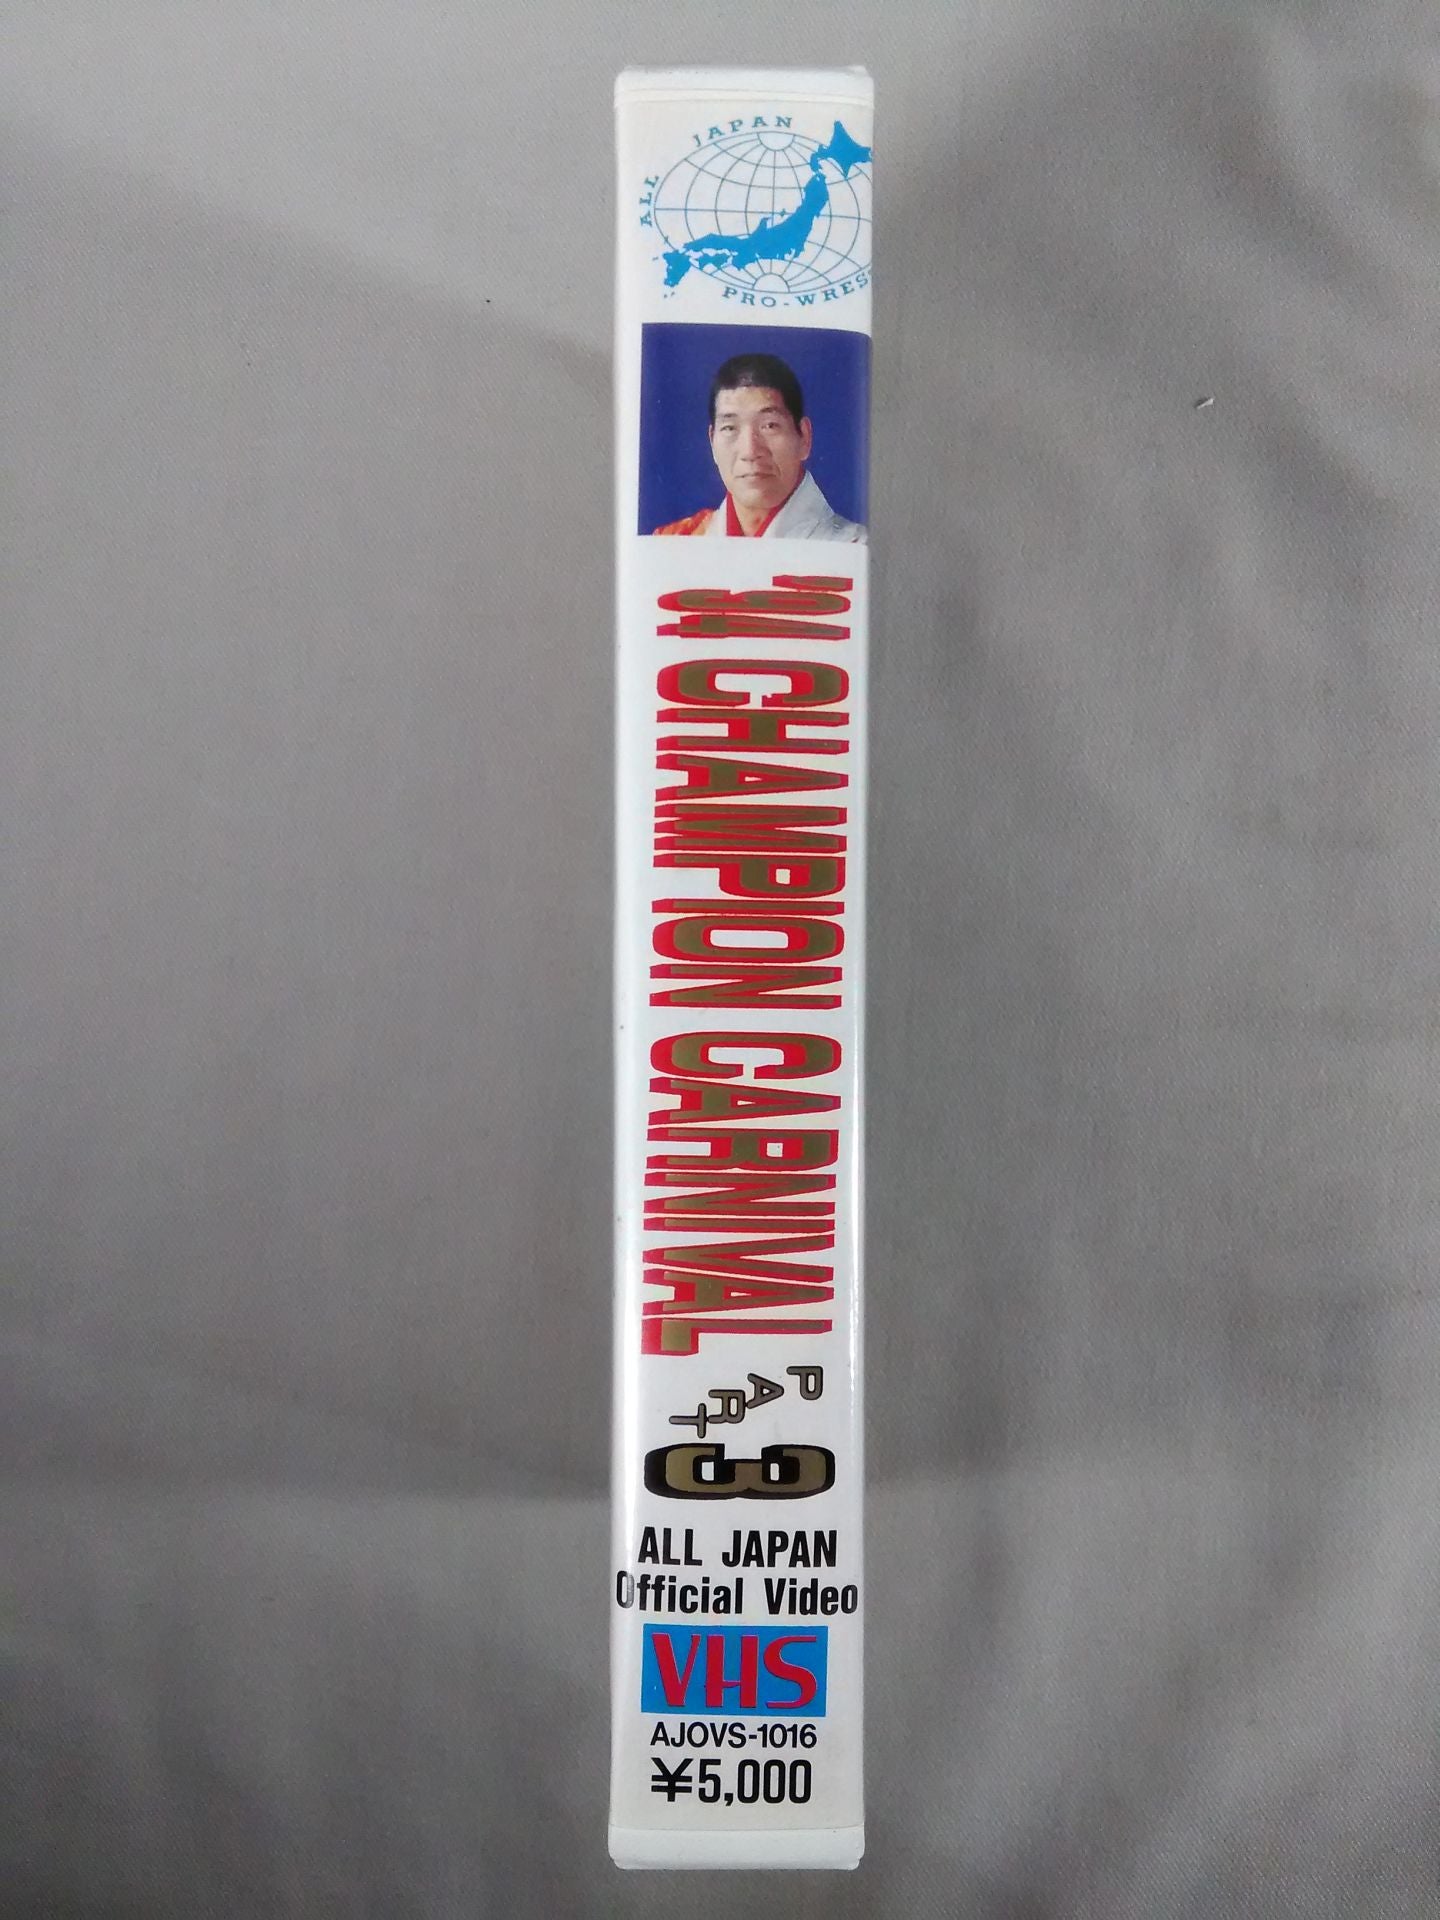 ALL JAPAN
PRO-WRES
'94 CHAMPION CARNIVAL
PART 3
ALL JAPAN
Official Video
VHS
AJOVS-1016
¥5,000